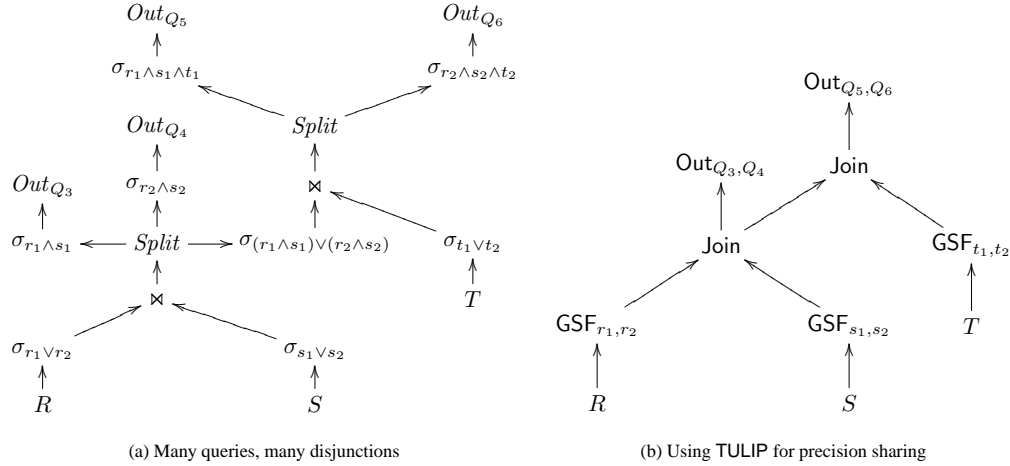 Out_{Q_5} Out_{Q_6}
σ_{r_1∧s_1∧t_1} σ_{r_2∧s_2∧t_2}
Split
Out_{Q_4}
Out_{Q_3} σ_{r_2∧s_2} ⋈
σ_{r_1∧s_1} Split σ_{(r_1∧s_1)∨(r_2∧s_2)} σ_{t_1∨t_2}
⋈ T
σ_{r_1∨r_2} σ_{s_1∨s_2}
R S
(a) Many queries, many disjunctions
Out_{Q_5,Q_6}
Out_{Q_3,Q_4} Join
Join GSF_{t_1,t_2}
GSF_{r_1,r_2} GSF_{s_1,s_2} T
R S
(b) Using TULIP for precision sharing